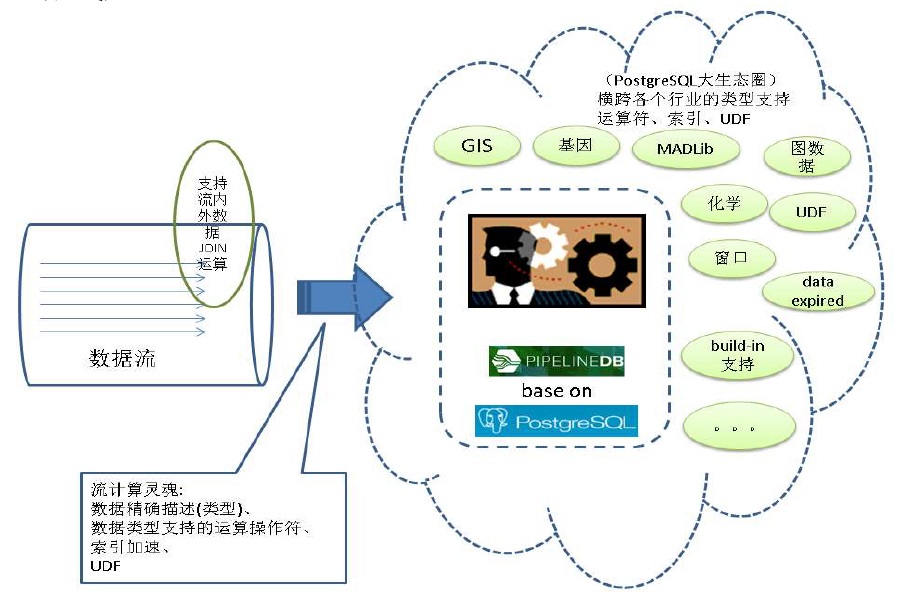 （PostgreSQL大生态圈）
横跨各个行业的类型支持
运算符、索引、UDF
GIS
基因
MADLib
图数
据
化学
UDF
窗口
data
expired
build-in
支持
。。。
支持
流内
外数
据
JOIN
运算
数据流
PIPELINEDB
base on
PostgreSQL
流计算灵魂:
数据精确描述(类型)、
数据类型支持的运算操作符、
索引加速、
UDF